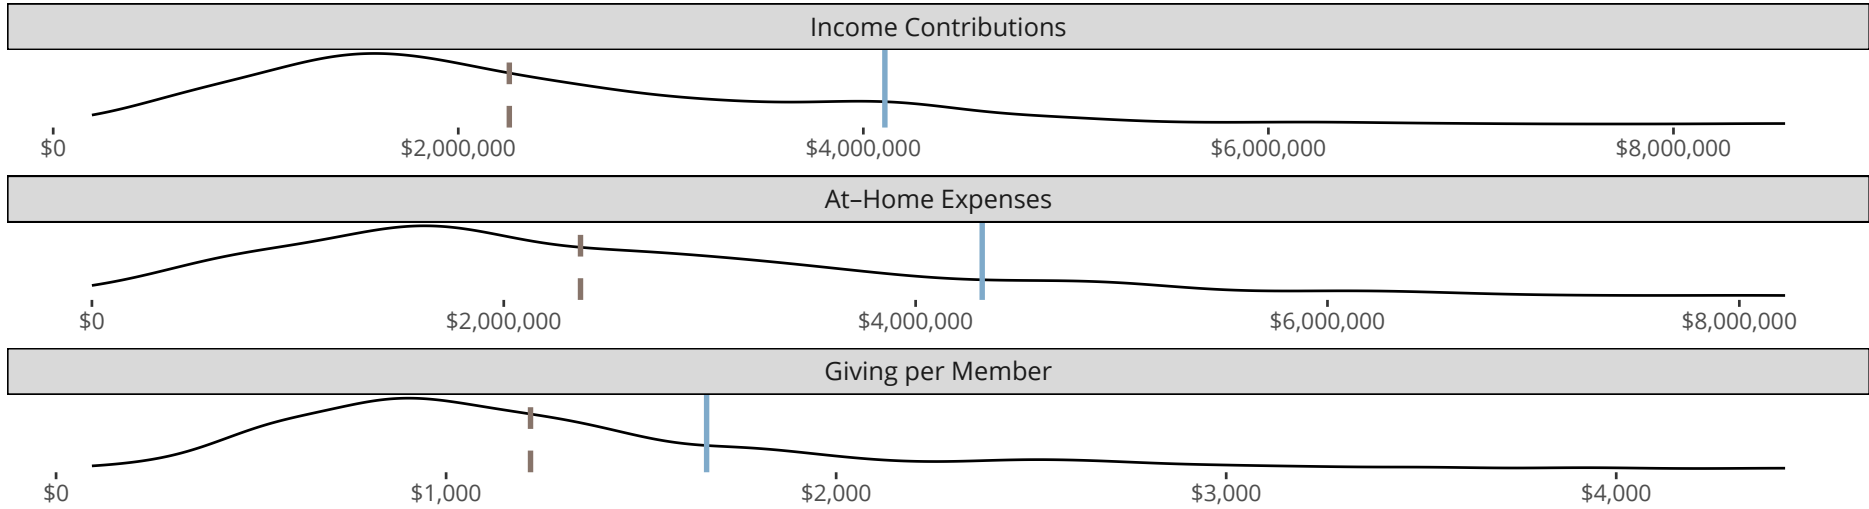 Income Contributions
$0 $2,000,000 $4,000,000 $6,000,000 $8,000,000
At–Home Expenses
$0 $2,000,000 $4,000,000 $6,000,000 $8,000,000
Giving per Member
$0 $1,000 $2,000 $3,000 $4,000